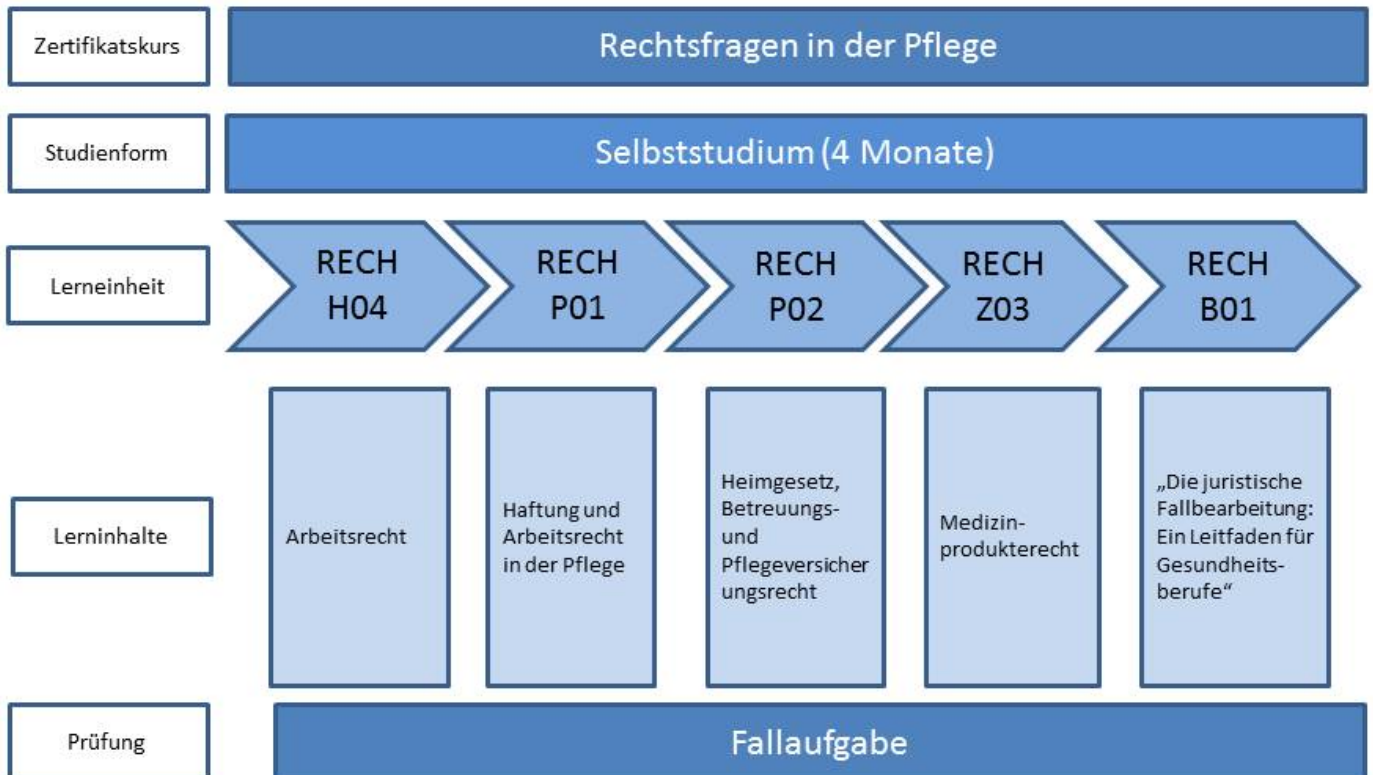 Zertifikatskurs
Rechtsfragen in der Pflege
Studienform
Selbststudium (4 Monate)
Lerneinheit
RECH
H04
RECH
P01
RECH
P02
RECH
Z03
RECH
B01
Lerninhalte
Arbeitsrecht
Haftung und
Arbeitsrecht
in der Pflege
Heimgesetz,
Betreuungs-
und
Pflegeversicher
ungsrecht
Medizin-
produkterecht
„Die juristische
Fallbearbeitung:
Ein Leitfaden für
Gesundheits-
berufe“
Prüfung
Fallaufgabe